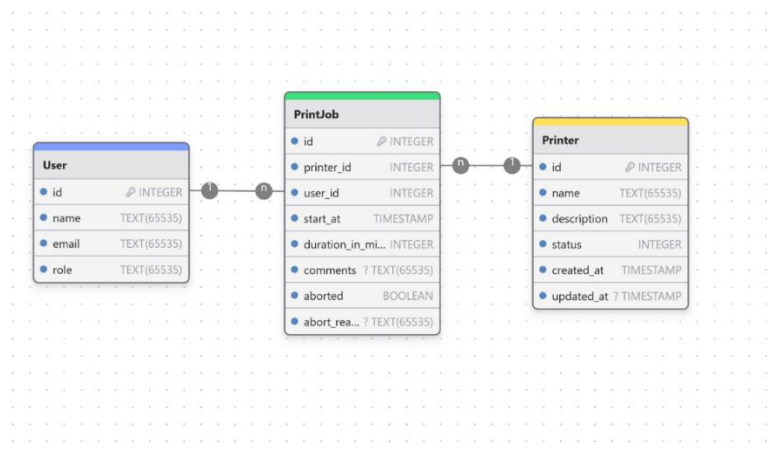 User
id INTEGER
name TEXT(65535)
email TEXT(65535)
role TEXT(65535)
1 n
PrintJob
id INTEGER
printer_id INTEGER
user_id INTEGER
start_at TIMESTAMP
duration_in_mi... INTEGER
comments ? TEXT(65535)
aborted BOOLEAN
abort_rea... ? TEXT(65535)
n 1
Printer
id INTEGER
name TEXT(65535)
description TEXT(65535)
status INTEGER
created_at TIMESTAMP
updated_at ? TIMESTAMP